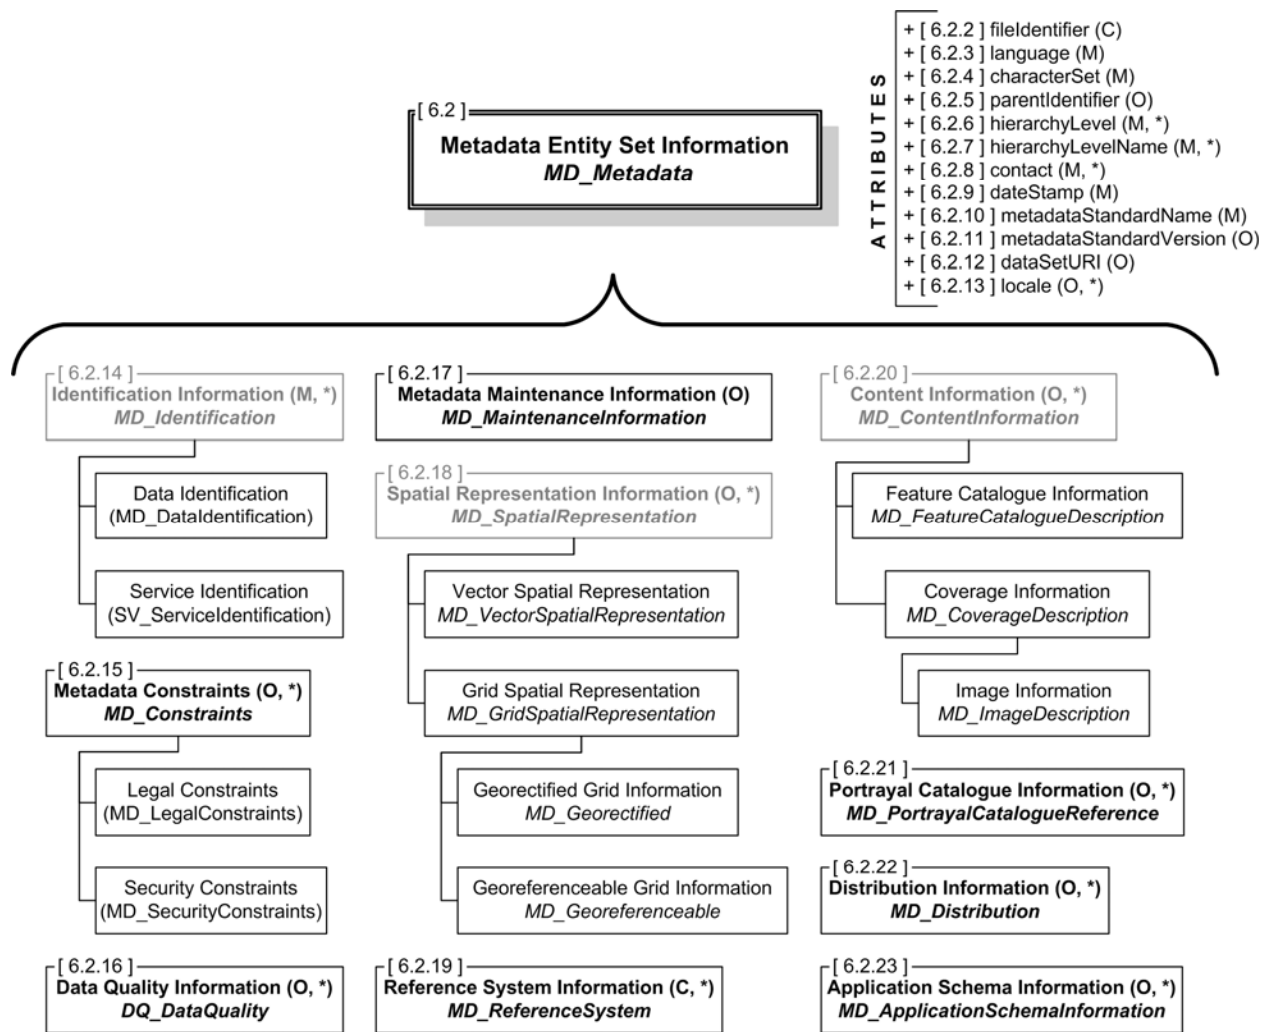 [ 6.2 ]
Metadata Entity Set Information
MD_Metadata
ATTRIBUTES
+ [ 6.2.2 ] fileIdentifier (C)
+ [ 6.2.3 ] language (M)
+ [ 6.2.4 ] characterSet (M)
+ [ 6.2.5 ] parentIdentifier (O)
+ [ 6.2.6 ] hierarchyLevel (M, *)
+ [ 6.2.7 ] hierarchyLevelName (M, *)
+ [ 6.2.8 ] contact (M, *)
+ [ 6.2.9 ] dateStamp (M)
+ [ 6.2.10 ] metadataStandardName (M)
+ [ 6.2.11 ] metadataStandardVersion (O)
+ [ 6.2.12 ] dataSetURI (O)
+ [ 6.2.13 ] locale (O, *)
[ 6.2.14 ]
Identification Information (M, *)
MD_Identification
Data Identification
(MD_DataIdentification)
Service Identification
(SV_ServiceIdentification)
[ 6.2.15 ]
Metadata Constraints (O, *)
MD_Constraints
Legal Constraints
(MD_LegalConstraints)
Security Constraints
(MD_SecurityConstraints)
[ 6.2.16 ]
Data Quality Information (O, *)
DQ_DataQuality
[ 6.2.17 ]
Metadata Maintenance Information (O)
MD_MaintenanceInformation
[ 6.2.18 ]
Spatial Representation Information (O, *)
MD_SpatialRepresentation
Vector Spatial Representation
MD_VectorSpatialRepresentation
Grid Spatial Representation
MD_GridSpatialRepresentation
Georectified Grid Information
MD_Georectified
Georeferenceable Grid Information
MD_Georeferenceable
[ 6.2.19 ]
Reference System Information (C, *)
MD_ReferenceSystem
[ 6.2.20 ]
Content Information (O, *)
MD_ContentInformation
Feature Catalogue Information
MD_FeatureCatalogueDescription
Coverage Information
MD_CoverageDescription
Image Information
MD_ImageDescription
[ 6.2.21 ]
Portrayal Catalogue Information (O, *)
MD_PortrayalCatalogueReference
[ 6.2.22 ]
Distribution Information (O, *)
MD_Distribution
[ 6.2.23 ]
Application Schema Information (O, *)
MD_ApplicationSchemaInformation